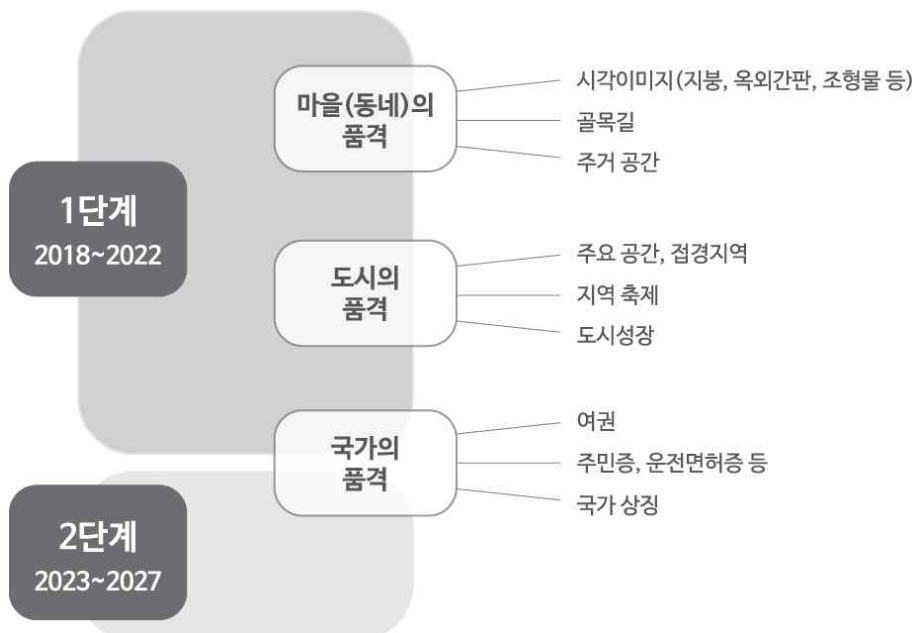 마을(동네)의
품격
시각이미지(지붕, 옥외간판, 조형물 등)
골목길
주거 공간
1단계
2018~2022
도시의
품격
주요 공간, 접경지역
지역 축제
도시성장
국가의
품격
여권
주민증, 운전면허증 등
국가 상징
2단계
2023~2027